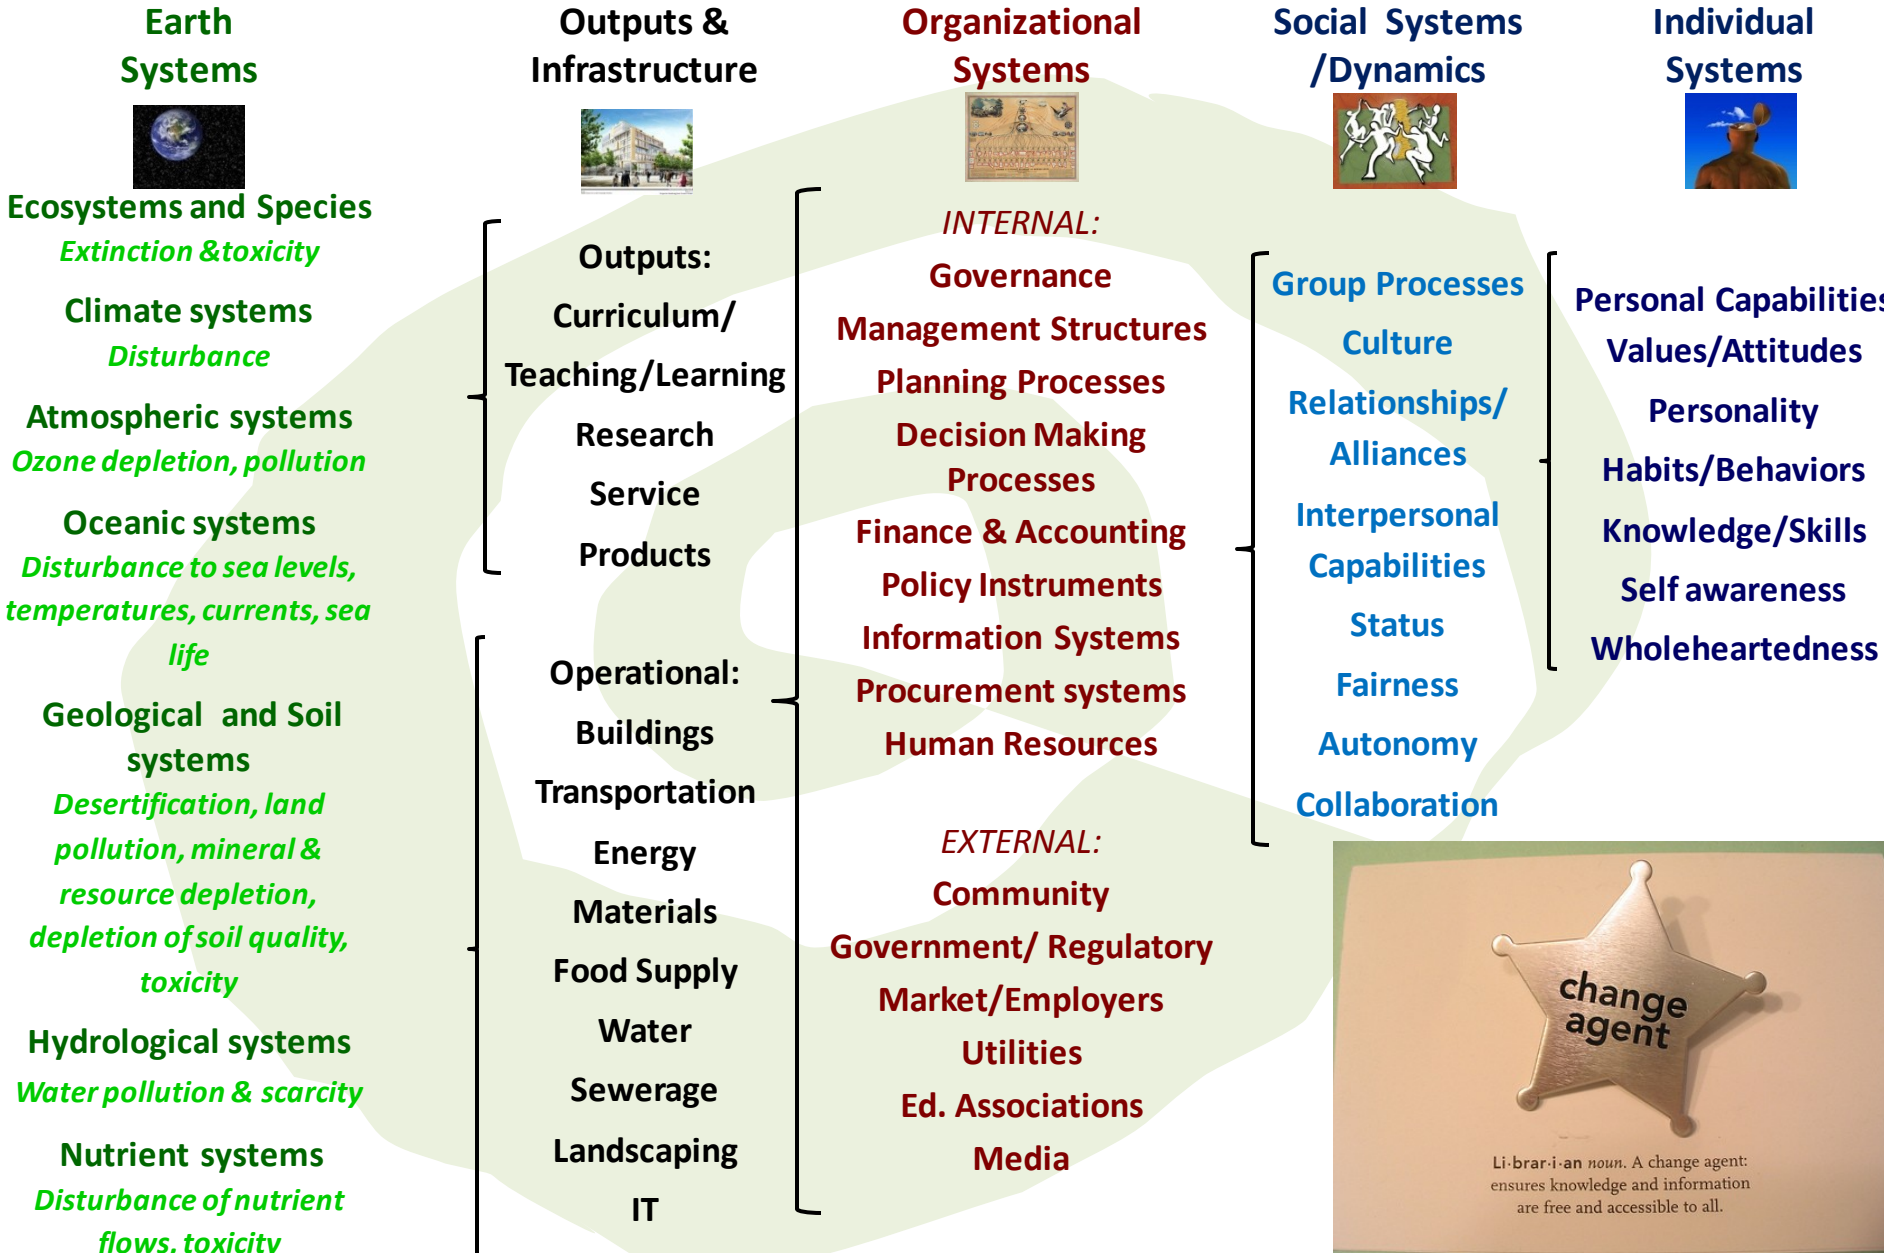 Earth
Systems
Ecosystems and Species
Extinction &toxicity
Climate systems
Disturbance
Atmospheric systems
Ozone depletion, pollution
Oceanic systems
Disturbance to sea levels,
temperatures, currents, sea
life
Geological and Soil
systems
Desertification, land
pollution, mineral &
resource depletion,
depletion of soil quality,
toxicity
Hydrological systems
Water pollution & scarcity
Nutrient systems
Disturbance of nutrient
flows, toxicity
Outputs &
Infrastructure
Outputs:
Curriculum/
Teaching/Learning
Research
Service
Products
Operational:
Buildings
Transportation
Energy
Materials
Food Supply
Water
Sewerage
Landscaping
IT
Organizational
Systems
INTERNAL:
Governance
Management Structures
Planning Processes
Decision Making
Processes
Finance & Accounting
Policy Instruments
Information Systems
Procurement systems
Human Resources
EXTERNAL:
Community
Government/ Regulatory
Market/Employers
Utilities
Ed. Associations
Media
Social Systems
/Dynamics
Group Processes
Culture
Relationships/
Alliances
Interpersonal
Capabilities
Status
Fairness
Autonomy
Collaboration
Individual
Systems
Personal Capabilities
Values/Attitudes
Personality
Habits/Behaviors
Knowledge/Skills
Self awareness
Wholeheartedness
change
agent
Li·brar·i·an noun. A change agent:
ensures knowledge and information
are free and accessible to all.